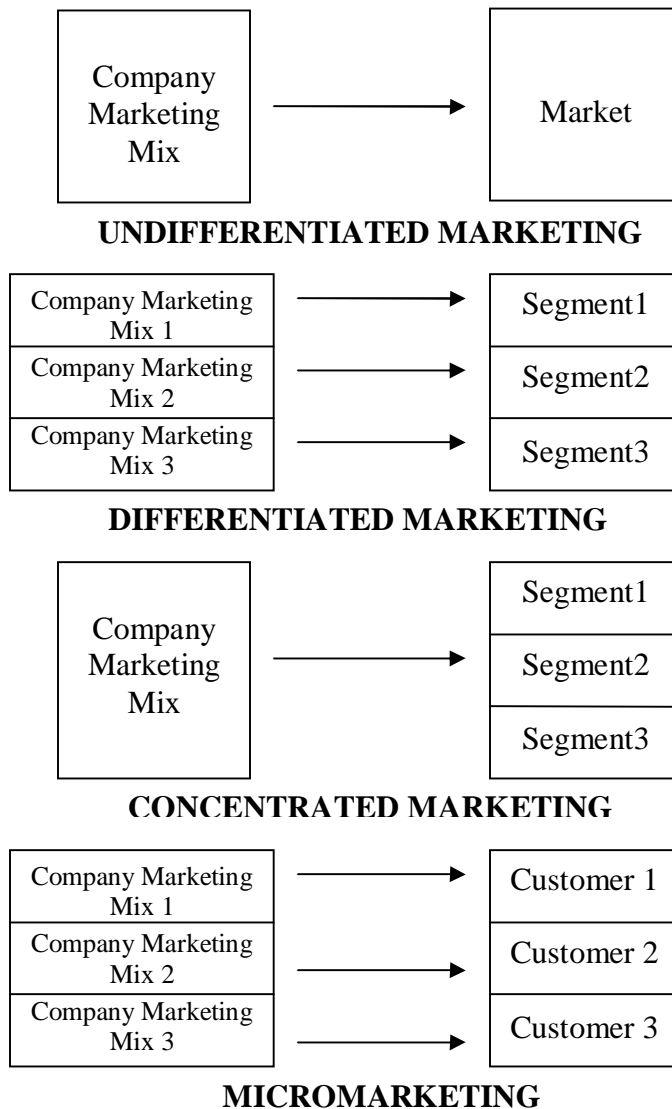 Company
Marketing
Mix
Market
UNDIFFERENTIATED MARKETING
Company Marketing
Mix 1
Segment1
Company Marketing
Mix 2
Segment2
Company Marketing
Mix 3
Segment3
DIFFERENTIATED MARKETING
Company
Marketing
Mix
Segment1
Segment2
Segment3
CONCENTRATED MARKETING
Company Marketing
Mix 1
Customer 1
Company Marketing
Mix 2
Customer 2
Company Marketing
Mix 3
Customer 3
MICROMARKETING